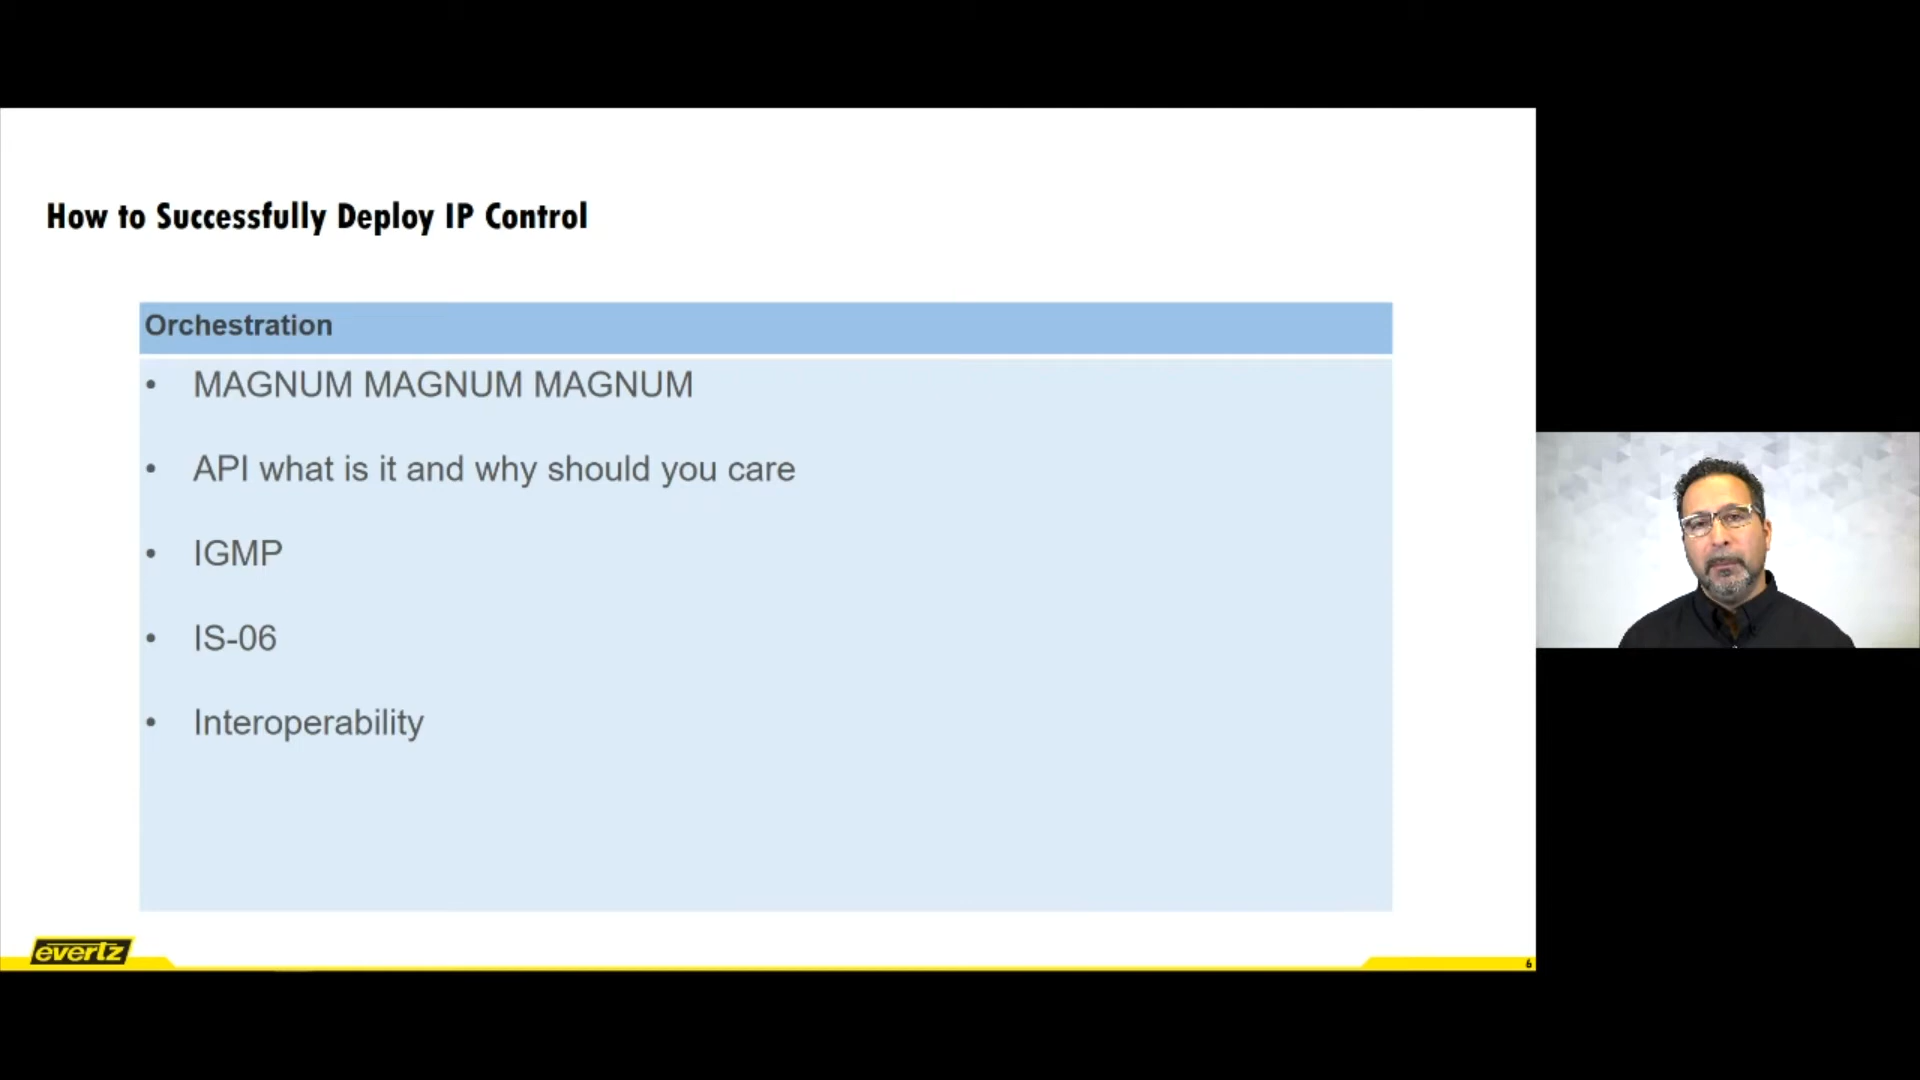 How to Successfully Deploy IP Control
Orchestration
• MAGNUM MAGNUM MAGNUM
• API what is it and why should you care
• IGMP
• IS-06
• Interoperability
evertz
6